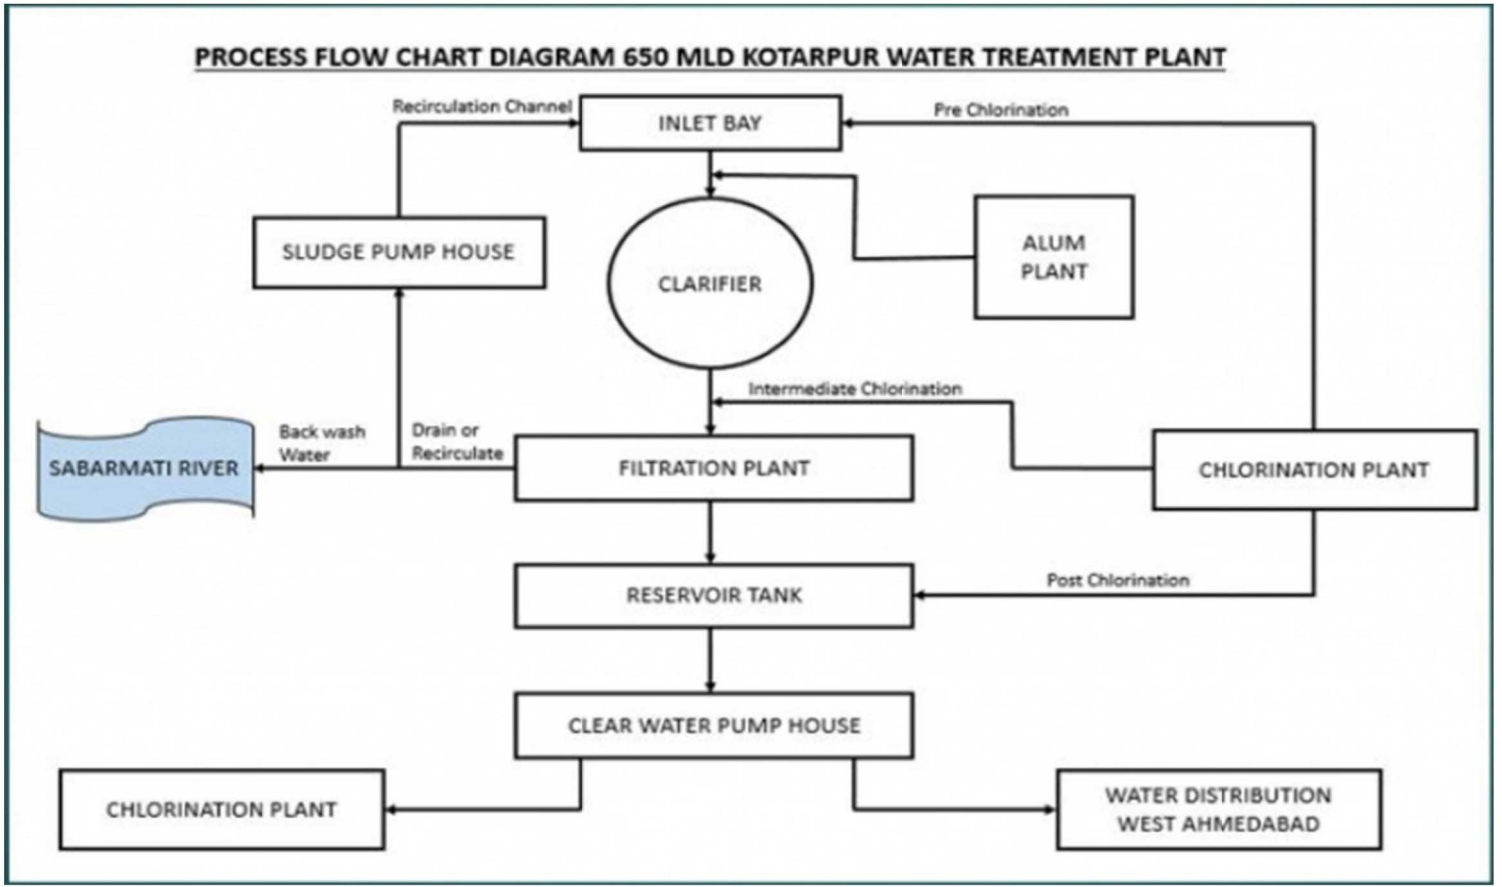 PROCESS FLOW CHART DIAGRAM 650 MLD KOTARPUR WATER TREATMENT PLANT
Recirculation Channel
INLET BAY
Pre Chlorination
SLUDGE PUMP HOUSE
CLARIFIER
ALUM
PLANT
Intermediate Chlorination
SABARMATI RIVER
Back wash
Water
Drain or
Recirculate
FILTRATION PLANT
CHLORINATION PLANT
RESERVOIR TANK
Post Chlorination
CLEAR WATER PUMP HOUSE
CHLORINATION PLANT
WATER DISTRIBUTION
WEST AHMEDABAD